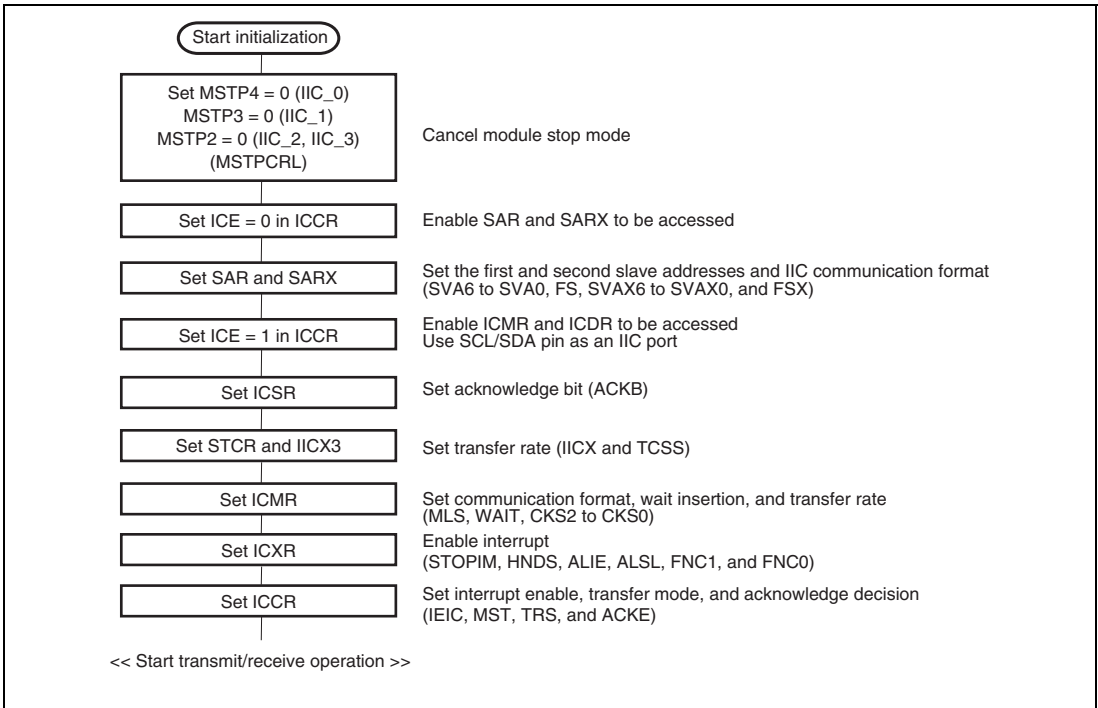 Start initialization
Set MSTP4 = 0 (IIC_0)
MSTP3 = 0 (IIC_1)
MSTP2 = 0 (IIC_2, IIC_3)
(MSTPCRL)
Cancel module stop mode
Set ICE = 0 in ICCR
Enable SAR and SARX to be accessed
Set SAR and SARX
Set the first and second slave addresses and IIC communication format
(SVA6 to SVA0, FS, SVAX6 to SVAX0, and FSX)
Set ICE = 1 in ICCR
Enable ICMR and ICDR to be accessed
Use SCL/SDA pin as an IIC port
Set ICSR
Set acknowledge bit (ACKB)
Set STCR and IICX3
Set transfer rate (IICX and TCSS)
Set ICMR
Set communication format, wait insertion, and transfer rate
(MLS, WAIT, CKS2 to CKS0)
Set ICXR
Enable interrupt
(STOPIM, HNDS, ALIE, ALSL, FNC1, and FNC0)
Set ICCR
Set interrupt enable, transfer mode, and acknowledge decision
(IEIC, MST, TRS, and ACKE)
<< Start transmit/receive operation >>